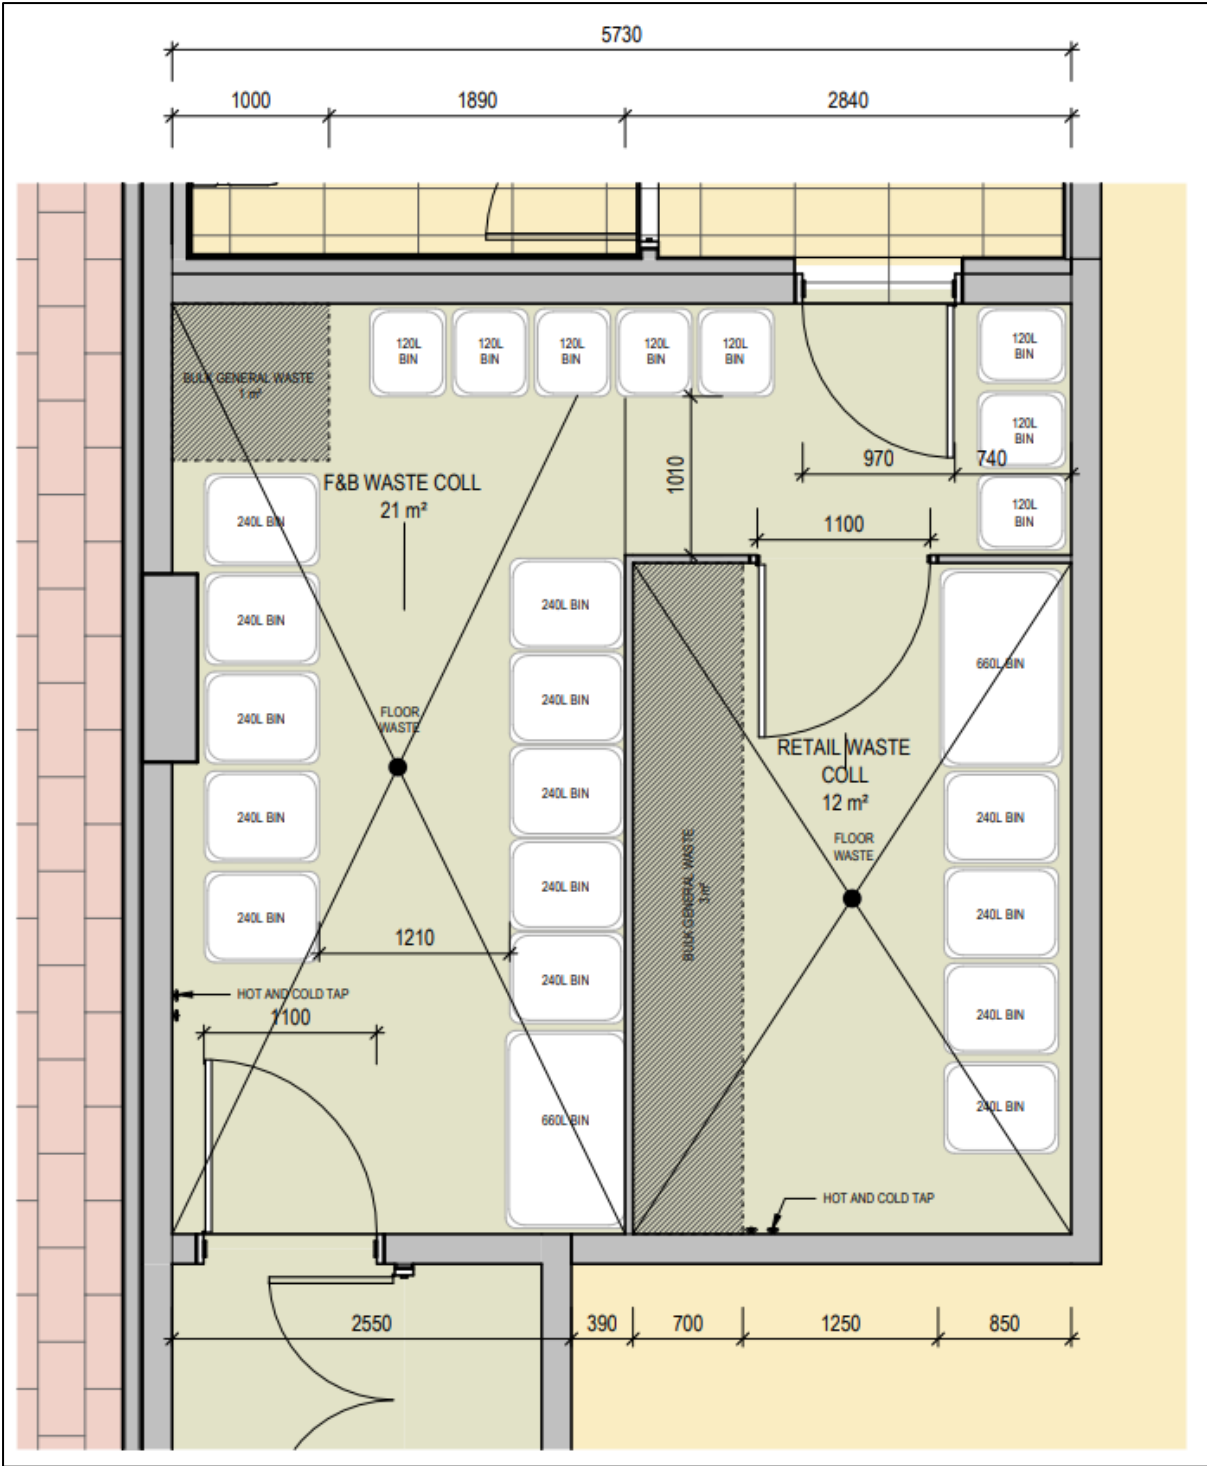 5730
1000
1890
2840
120L
BIN
120L
BIN
120L
BIN
120L
BIN
120L
BIN
120L
BIN
BULK GENERAL WASTE
1 m²
120L
BIN
970
740
1010
F&B WASTE COLL
21 m²
240L BIN
120L
BIN
1100
240L BIN
240L BIN
660L BIN
240L BIN
240L BIN
FLOOR
WASTE
RETAIL WASTE
COLL
12 m²
240L BIN
240L BIN
240L BIN
FLOOR
WASTE
BULK GENERAL WASTE
3 m²
240L BIN
240L BIN
240L BIN
1210
240L BIN
HOT AND COLD TAP
1100
240L BIN
240L BIN
660L BIN
HOT AND COLD TAP
2550
390
700
1250
850